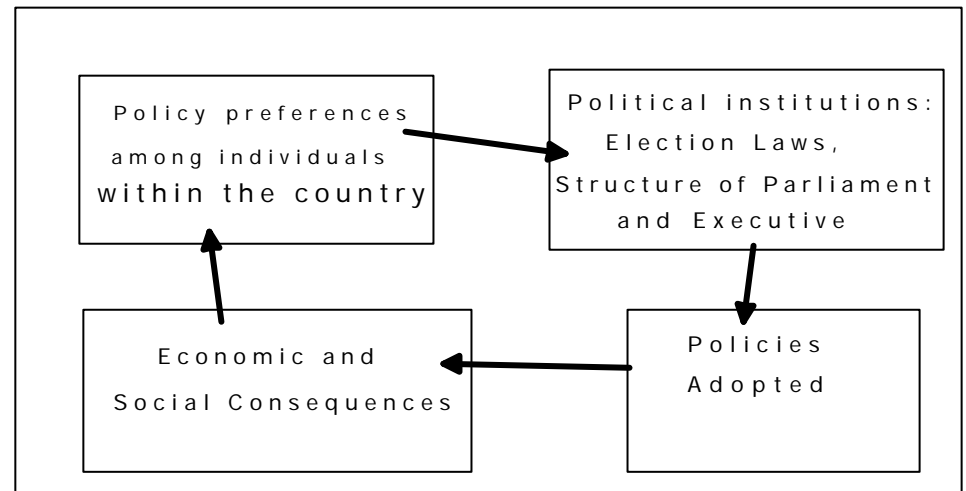 Policy preferences
among individuals
within the country
Political institutions:
Election Laws,
Structure of Parliament
and Executive
Economic and
Social Consequences
Policies
Adopted